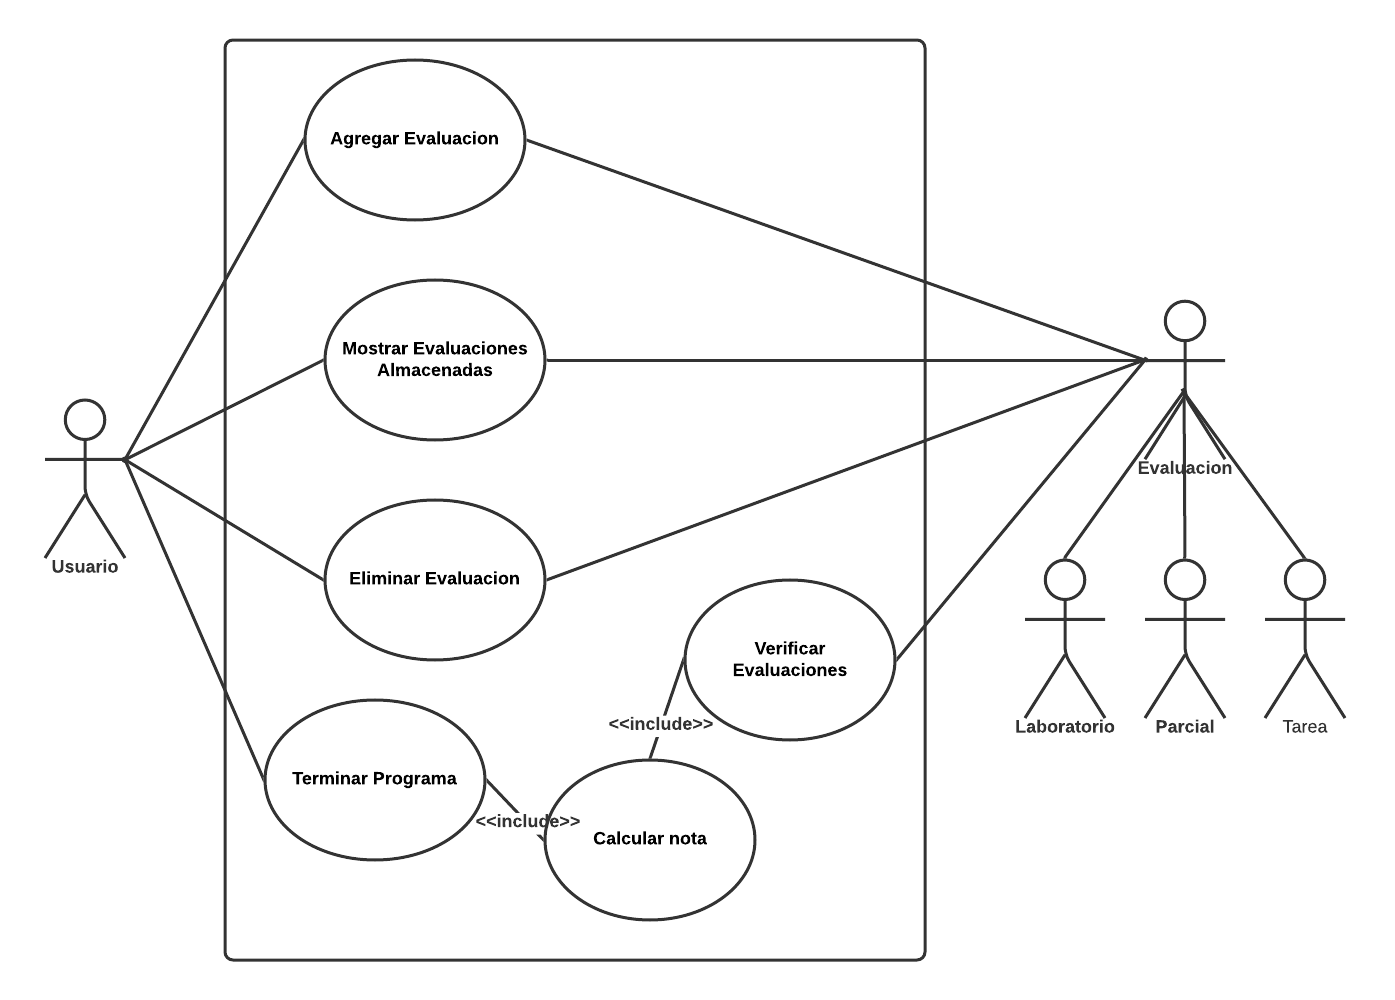 Agregar Evaluacion
Mostrar Evaluaciones
Almacenadas
Evaluacion
Usuario
Eliminar Evaluacion
Verificar
Evaluaciones
<<include>>
Laboratorio
Parcial
Tarea
Terminar Programa
<<include>>
Calcular nota